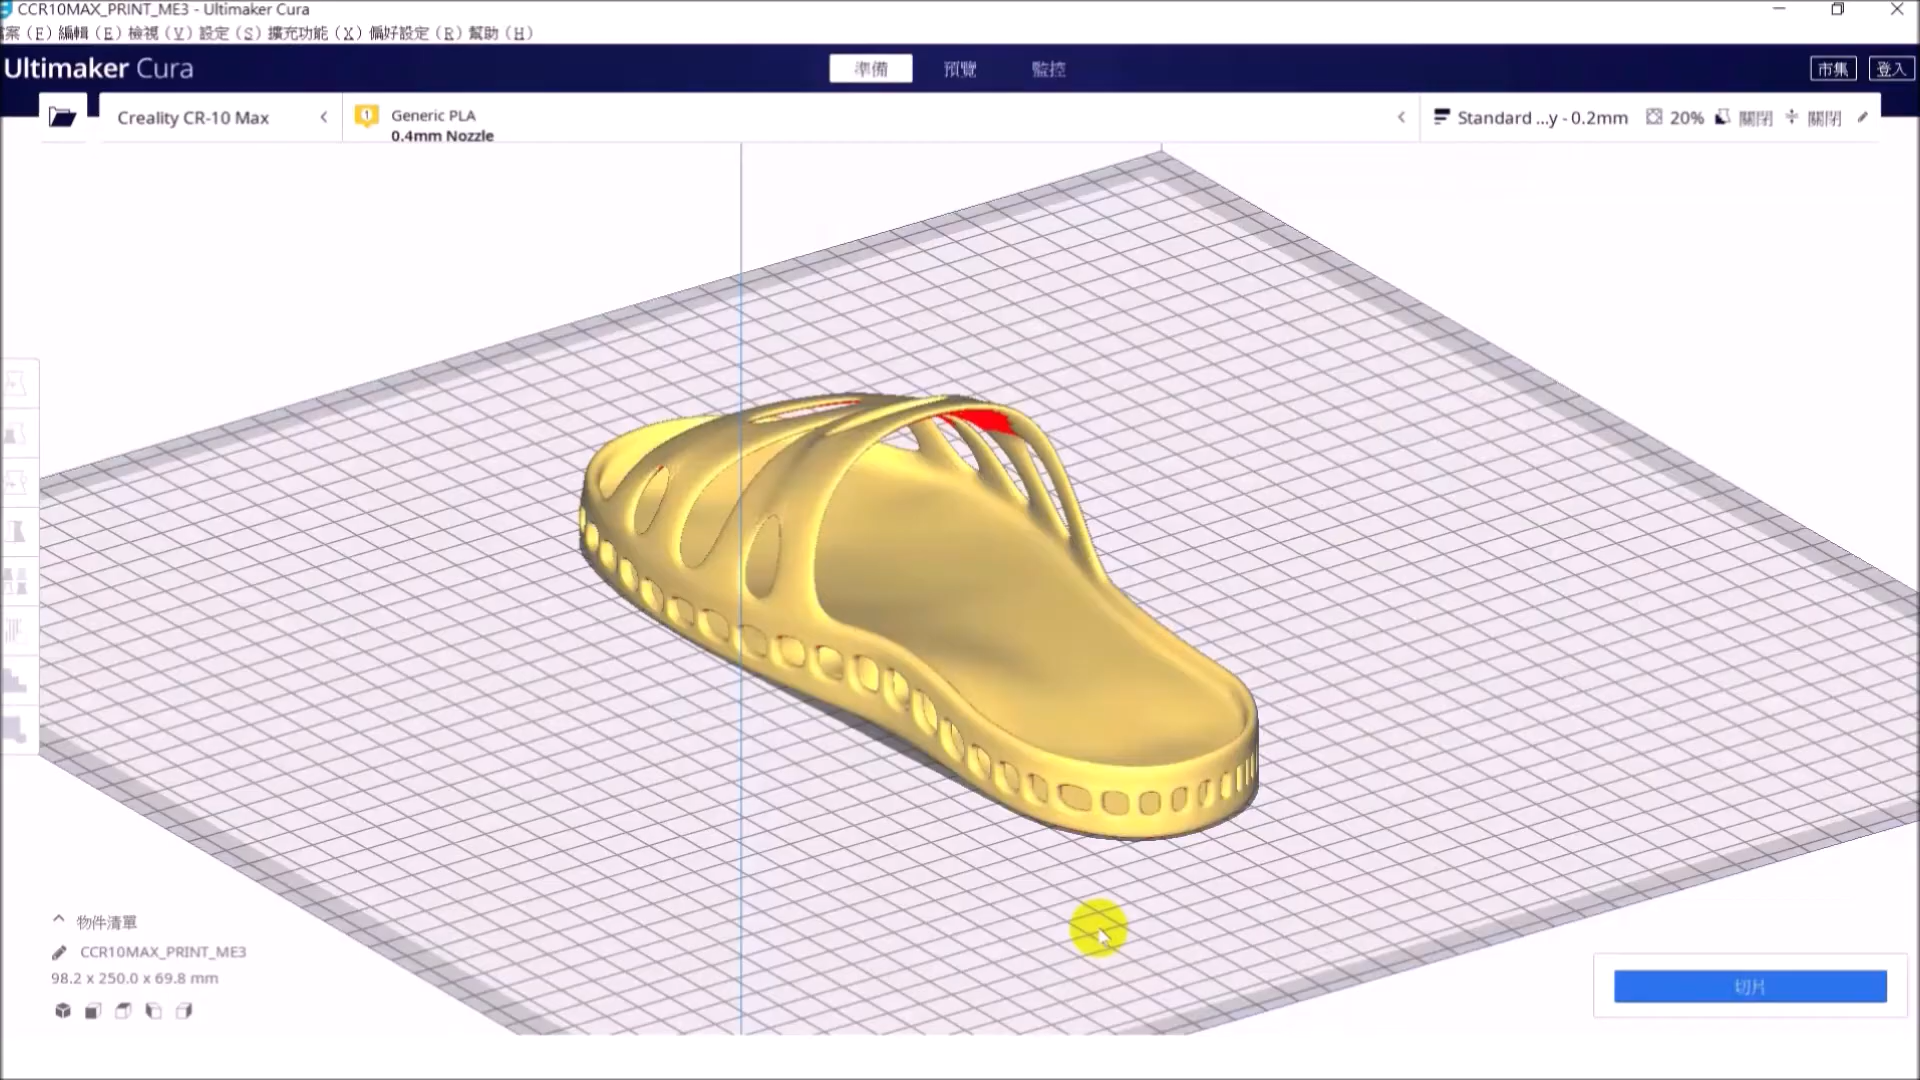 CCR10MAX_PRINT_ME3 - Ultimaker Cura
檔案 (F) 編輯 (E) 檢視 (V) 設定 (S) 擴充功能 (X) 偏好設定 (R) 幫助 (H)
Ultimaker Cura
準備
預覽
監控
市集
登入
Creality CR-10 Max
1
Generic PLA
0.4mm Nozzle
Standard ...y - 0.2mm
20%
關閉
關閉
物件清單
CCR10MAX_PRINT_ME3
98.2 x 250.0 x 69.8 mm
切片